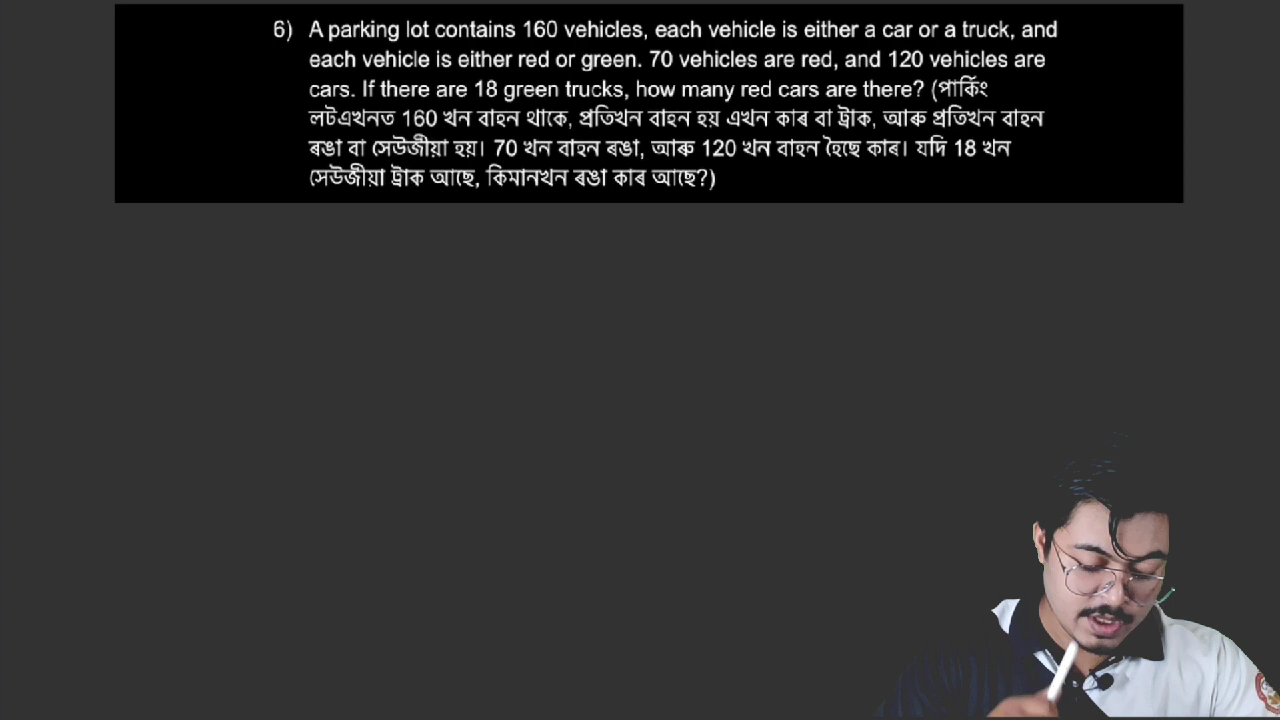 6) A parking lot contains 160 vehicles, each vehicle is either a car or a truck, and
each vehicle is either red or green. 70 vehicles are red, and 120 vehicles are
cars. If there are 18 green trucks, how many red cars are there? (পাৰ্কিং
লটএখনত 160 খন বাহন থাকে, প্ৰতিখন বাহন হয় এখন কাৰ বা ট্ৰাক, আৰু প্ৰতিখন বাহন
ৰঙা বা সেউজীয়া হয়। 70 খন বাহন ৰঙা, আৰু 120 খন বাহন হৈছে কাৰ। যদি 18 খন
সেউজীয়া ট্ৰাক আছে, কিমানখন ৰঙা কাৰ আছে?)